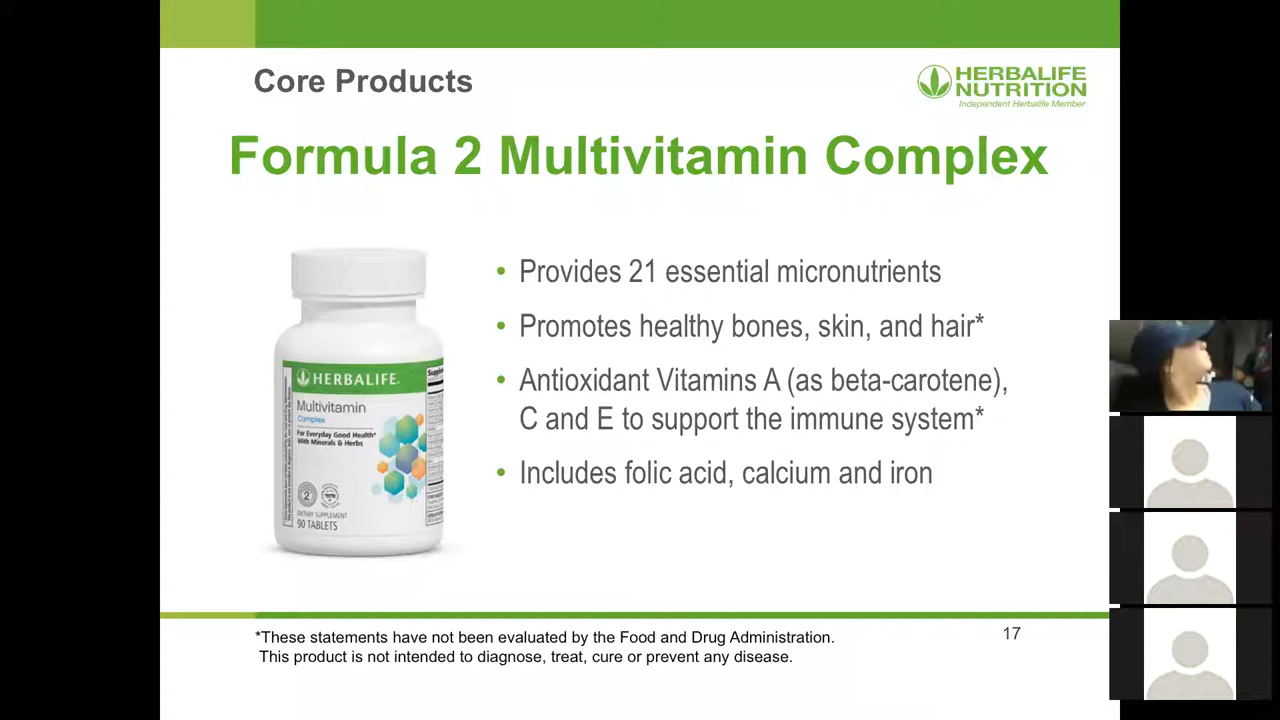 Core Products
HERBALIFE
NUTRITION
Independent Herbalife Member
Formula 2 Multivitamin Complex
• Provides 21 essential micronutrients
• Promotes healthy bones, skin, and hair*
• Antioxidant Vitamins A (as beta-carotene),
C and E to support the immune system*
• Includes folic acid, calcium and iron
HERBALIFE
Multivitamin
Complex
For Everyday Good Health*
With Minerals & Herbs
2
DIETARY SUPPLEMENT
90 TABLETS
*These statements have not been evaluated by the Food and Drug Administration.
This product is not intended to diagnose, treat, cure or prevent any disease.
17